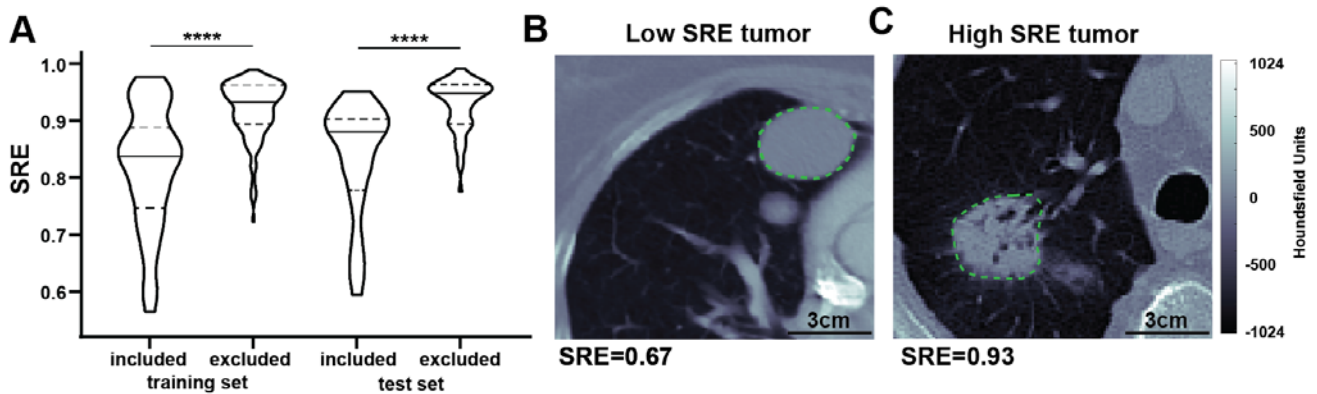 A
****
****
SRE
1.0
0.9
0.8
0.7
0.6
included
excluded
included
excluded
training set
test set
B
Low SRE tumor
3cm
SRE=0.67
C
High SRE tumor
3cm
SRE=0.93
1024
500
0
-500
-1024
Houndsfield Units